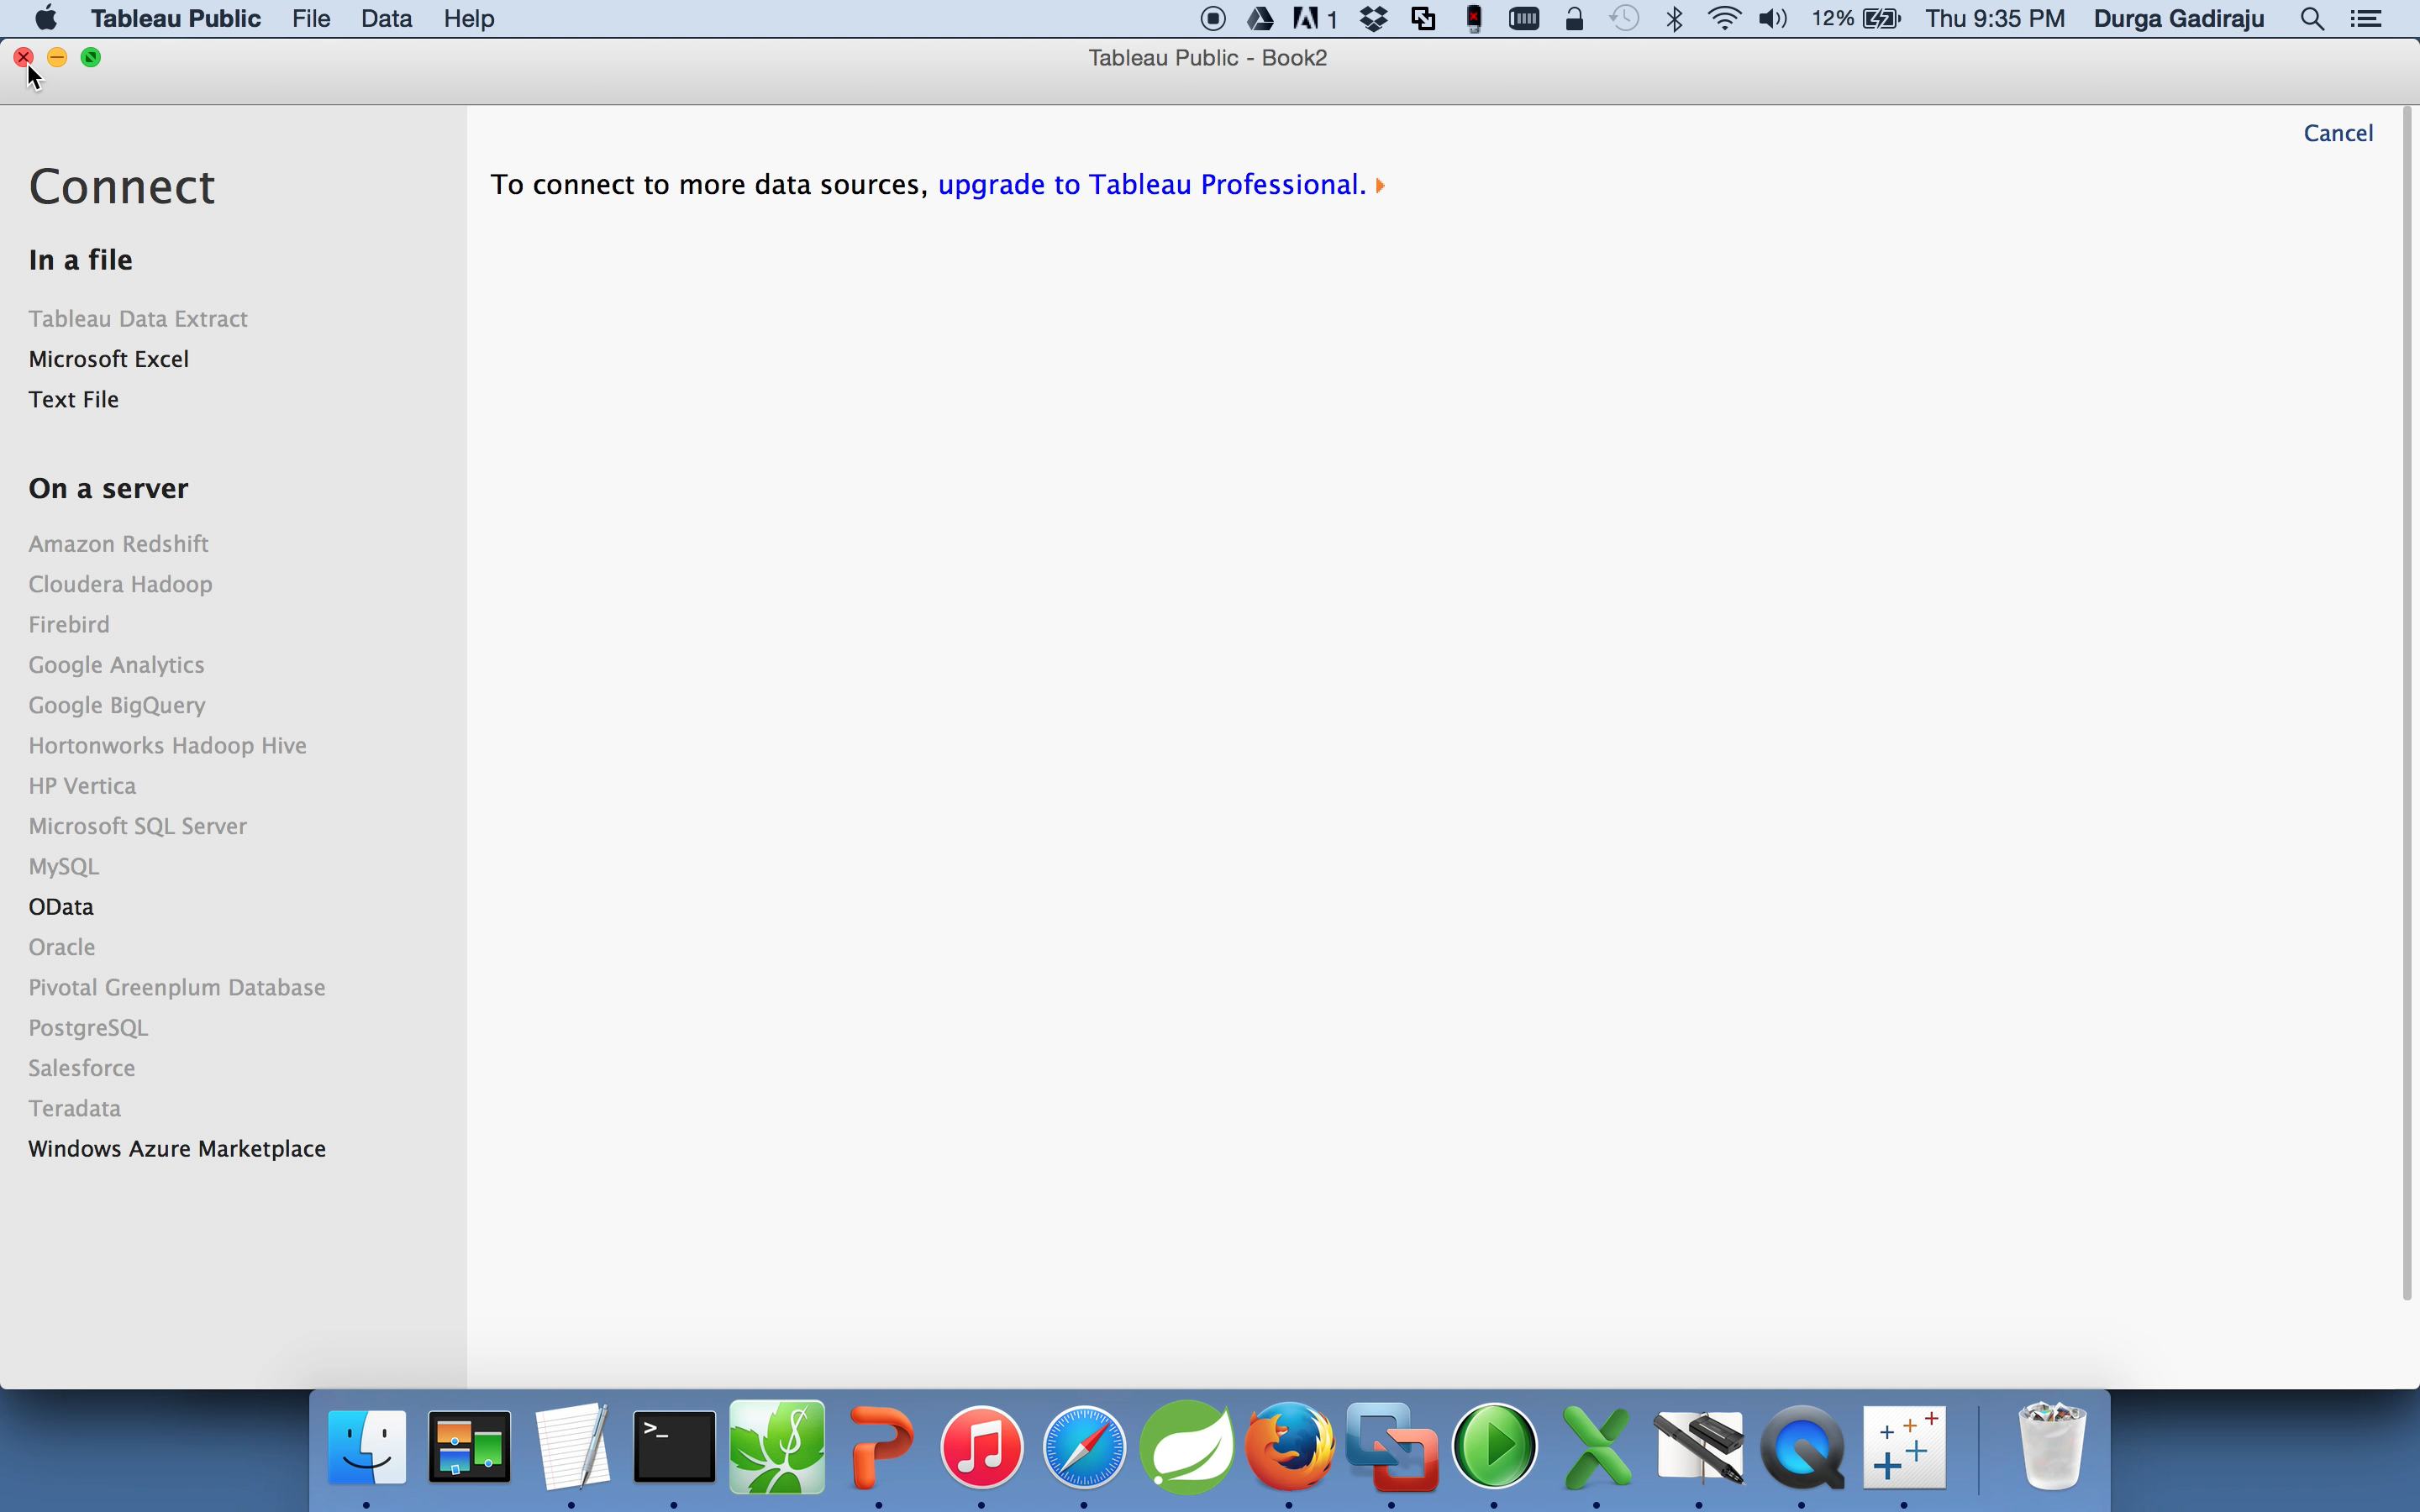 Tableau Public File Data Help 1 12% Thu 9:35 PM Durga Gadiraju
Tableau Public - Book2
Cancel
Connect
To connect to more data sources, upgrade to Tableau Professional.
In a file
Tableau Data Extract
Microsoft Excel
Text File
On a server
Amazon Redshift
Cloudera Hadoop
Firebird
Google Analytics
Google BigQuery
Hortonworks Hadoop Hive
HP Vertica
Microsoft SQL Server
MySQL
OData
Oracle
Pivotal Greenplum Database
PostgreSQL
Salesforce
Teradata
Windows Azure Marketplace
>_